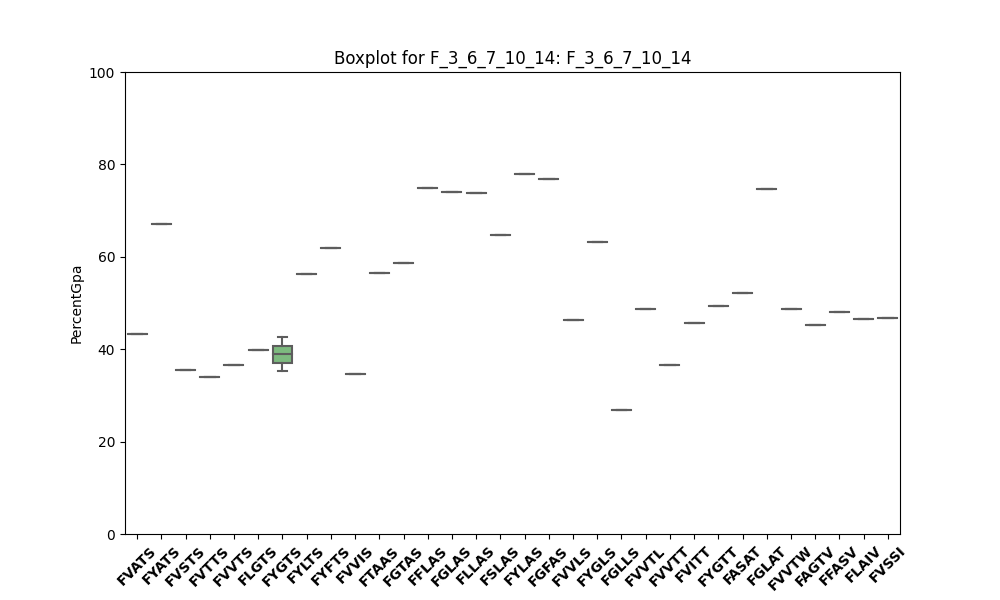 Boxplot for F_3_6_7_10_14: F_3_6_7_10_14
PercentGpa
100
80
60
40
20
0
FVATS
FYATS
FVSTS
FVTTS
FVVTS
FLGTS
FYGTS
FYLTS
FYFTS
FVVIS
FTAAS
FGTAS
FFLAS
FGLAS
FLLAS
FSLAS
FYLAS
FGFAS
FVVLS
FYGLS
FGLLS
FVVTL
FVVTT
FVITT
FYGTT
FASAT
FGLAT
FVVTW
FAGTV
FFASV
FLAIV
FVSSI